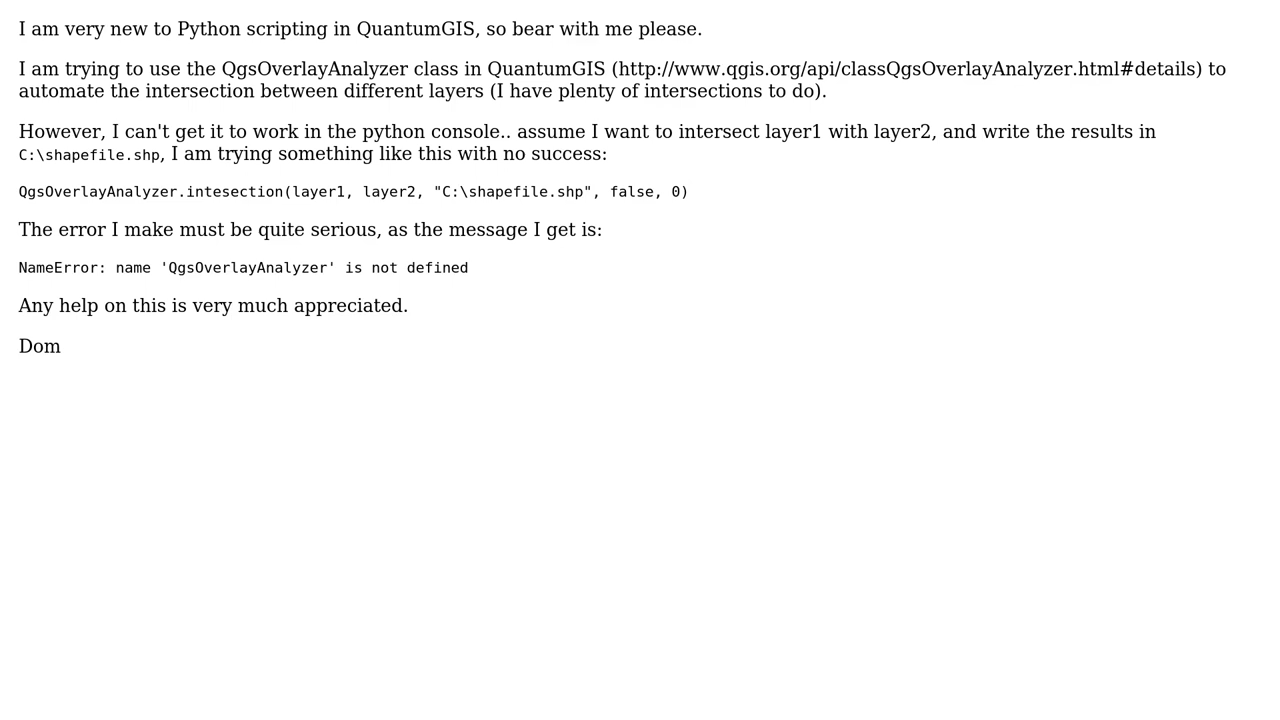 I am very new to Python scripting in QuantumGIS, so bear with me please.
I am trying to use the QgsOverlayAnalyzer class in QuantumGIS (http://www.qgis.org/api/classQgsOverlayAnalyzer.html#details) to
automate the intersection between different layers (I have plenty of intersections to do).
However, I can't get it to work in the python console.. assume I want to intersect layer1 with layer2, and write the results in
C:\shapefile.shp, I am trying something like this with no success:
QgsOverlayAnalyzer.intesection(layer1, layer2, "C:\shapefile.shp", false, 0)
The error I make must be quite serious, as the message I get is:
NameError: name 'QgsOverlayAnalyzer' is not defined
Any help on this is very much appreciated.
Dom